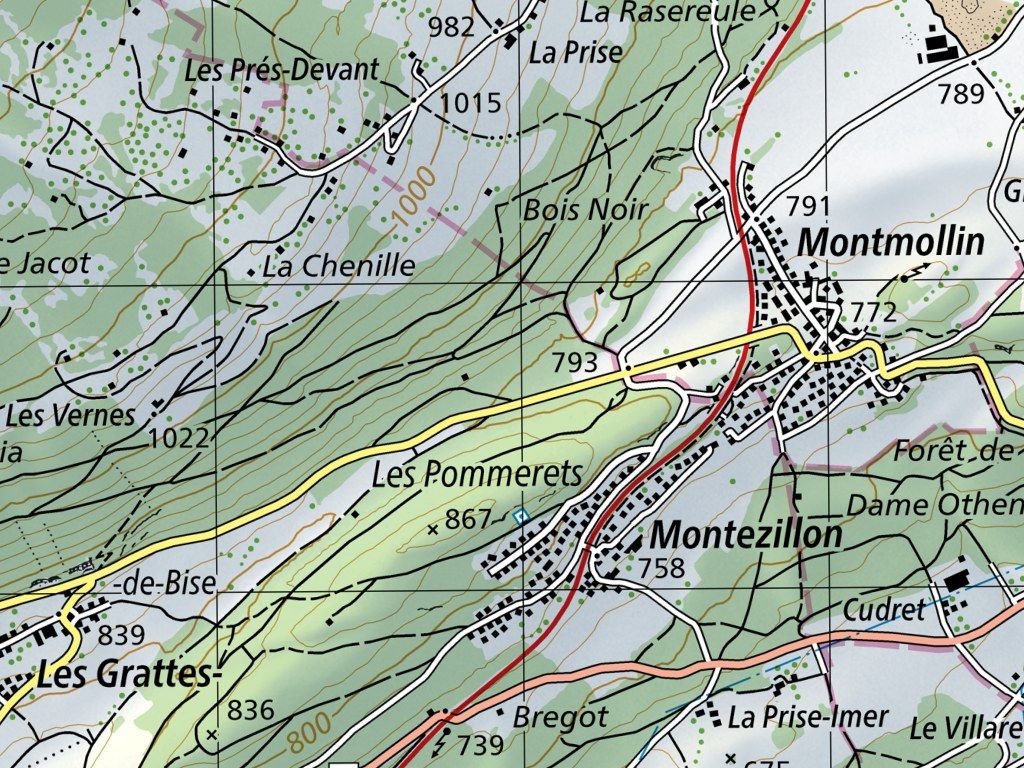 La Rasereule
982
La Prise
Les Prés-Devant
1015
789
1000
Bois Noir
791
Montmollin
e Jacot
La Chenille
772
793
Les Vernes
ia
1022
Les Pommerets
Forêt de
867
Dame Othen
Montezillon
758
-de-Bise
Cudret
839
Les Grattes-
836
800
Bregot
La Prise-Imer
Le Villare
739